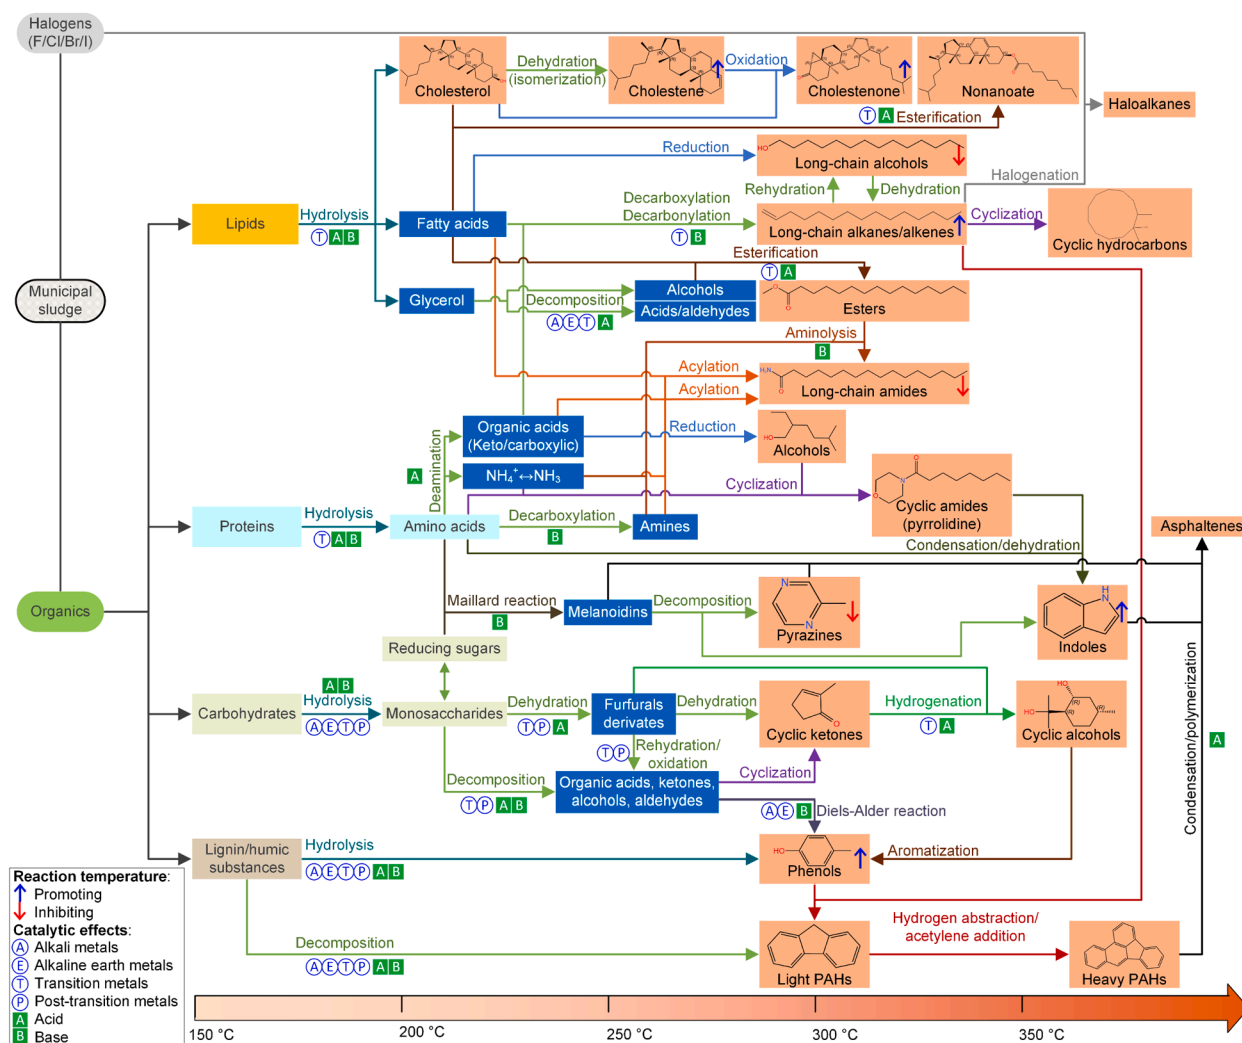 Halogens
(F/Cl/Br/I)
Municipal
sludge
Organics
Lipids
Hydrolysis
T A B
Cholesterol
Dehydration
(isomerization)
Cholestene
Oxidation
Cholestenone
Nonanoate
T A Esterification
Haloalkanes
Fatty acids
Reduction
HO
Long-chain alcohols
Rehydration
Dehydration
Halogenation
Decarboxylation
Decarbonylation
T B
Long-chain alkanes/alkenes
Cyclization
Cyclic hydrocarbons
Esterification
T A
Glycerol
Decomposition
A E T A
Alcohols
Acids/aldehydes
Esters
Aminolysis
B
Acylation
Acylation
H₂N
O
Long-chain amides
Proteins
Hydrolysis
T A B
Amino acids
Deamination
A
Organic acids
(Keto/carboxylic)
NH₄⁺↔NH₃
Reduction
HO
Alcohols
Cyclization
O
N
O
Cyclic amides
(pyrrolidine)
Decarboxylation
B
Amines
Condensation/dehydration
Asphaltenes
Maillard reaction
B
Melanoidins
Decomposition
N
N
Pyrazines
NH
Indoles
Reducing sugars
Carbohydrates
A B
Hydrolysis
A E T P
Monosaccharides
Dehydration
T P A
Furfurals
derivates
Dehydration
O
Cyclic ketones
Hydrogenation
T A
HO
HO
Cyclic alcohols
T P
Rehydration/
oxidation
Decomposition
T P A B
Organic acids, ketones,
alcohols, aldehydes
Cyclization
A E B Diels-Alder reaction
Condensation/polymerization
A
Lignin/humic
substances
Hydrolysis
A E T P A B
HO
Phenols
Aromatization
Decomposition
A E T P A B
Light PAHs
Hydrogen abstraction/
acetylene addition
Heavy PAHs
Reaction temperature:
Promoting
Inhibiting
Catalytic effects:
A Alkali metals
E Alkaline earth metals
T Transition metals
P Post-transition metals
A Acid
B Base
150 °C
200 °C
250 °C
300 °C
350 °C